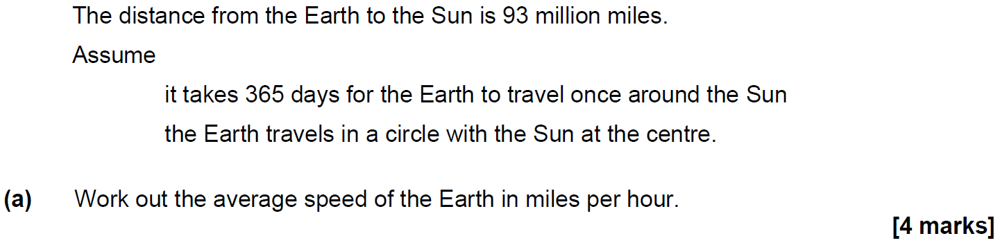 The distance from the Earth to the Sun is 93 million miles.
Assume
it takes 365 days for the Earth to travel once around the Sun
the Earth travels in a circle with the Sun at the centre.
(a) Work out the average speed of the Earth in miles per hour.
[4 marks]